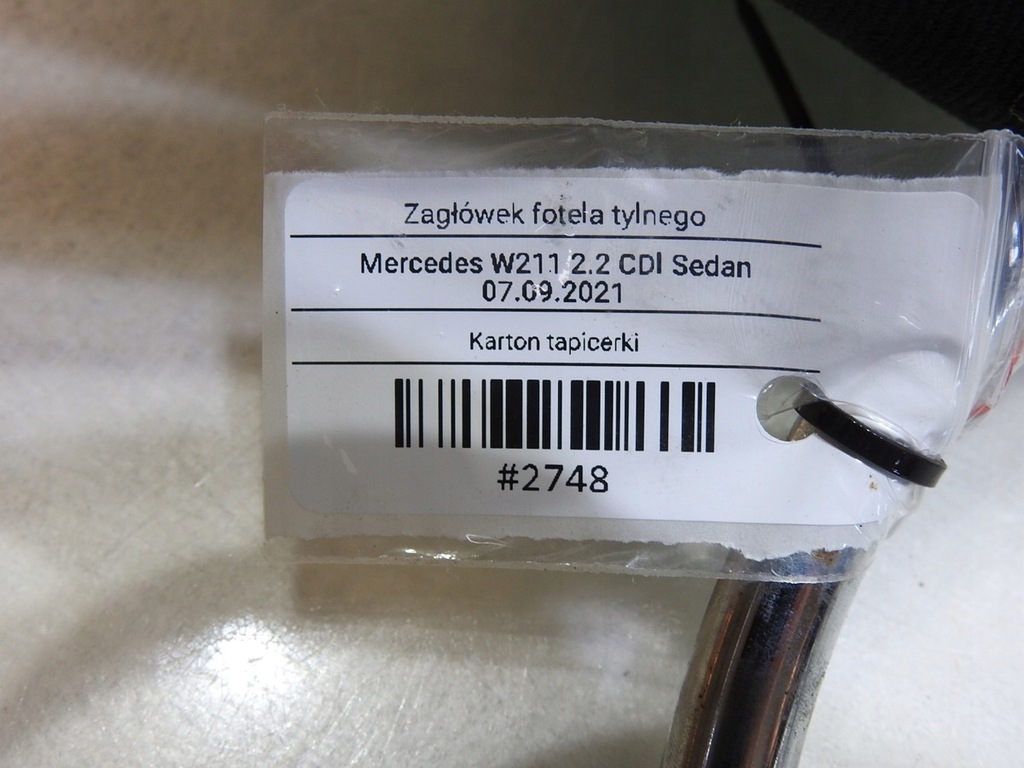 Zagłówek fotela tylnego
Mercedes W211 2.2 CDI Sedan
07.09.2021
Karton tapicerki
#2748